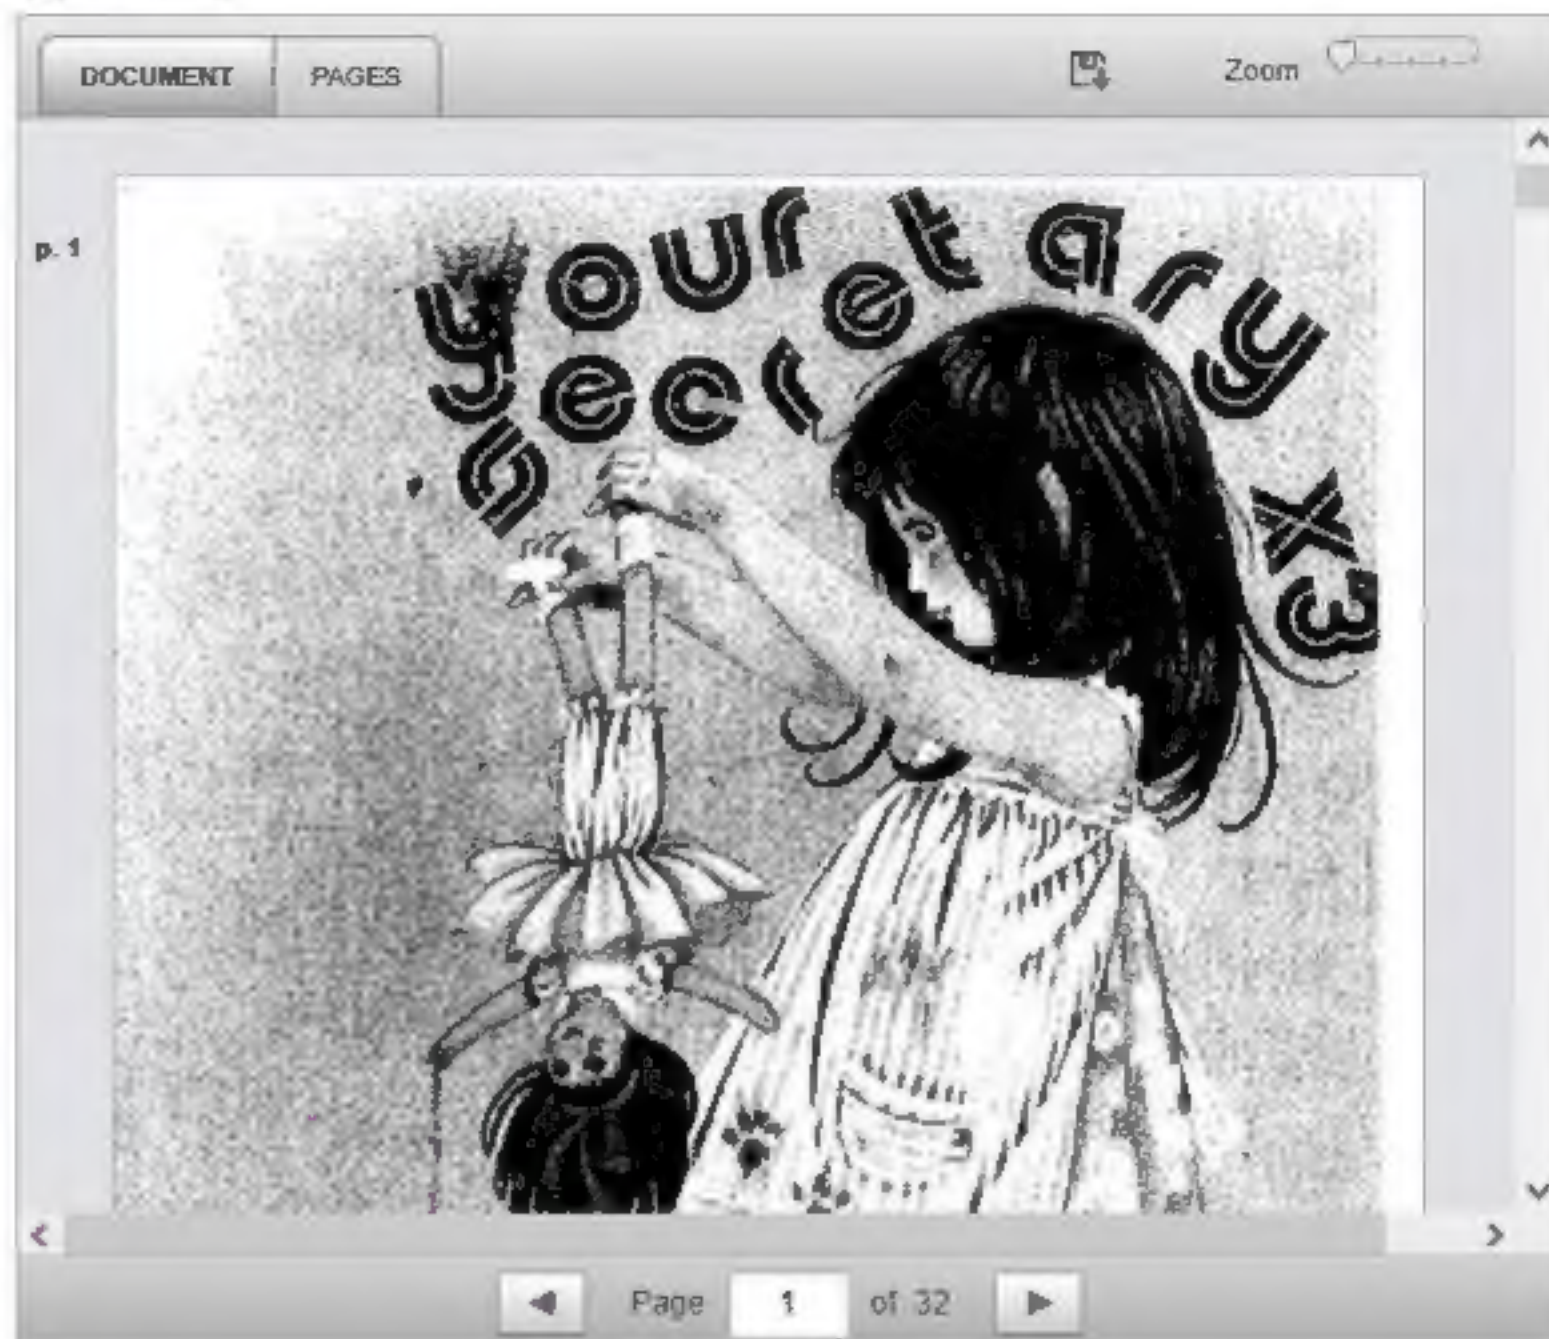 DOCUMENT PAGES Zoom
p. 1
your
secretary
x3
Page 1 of 32